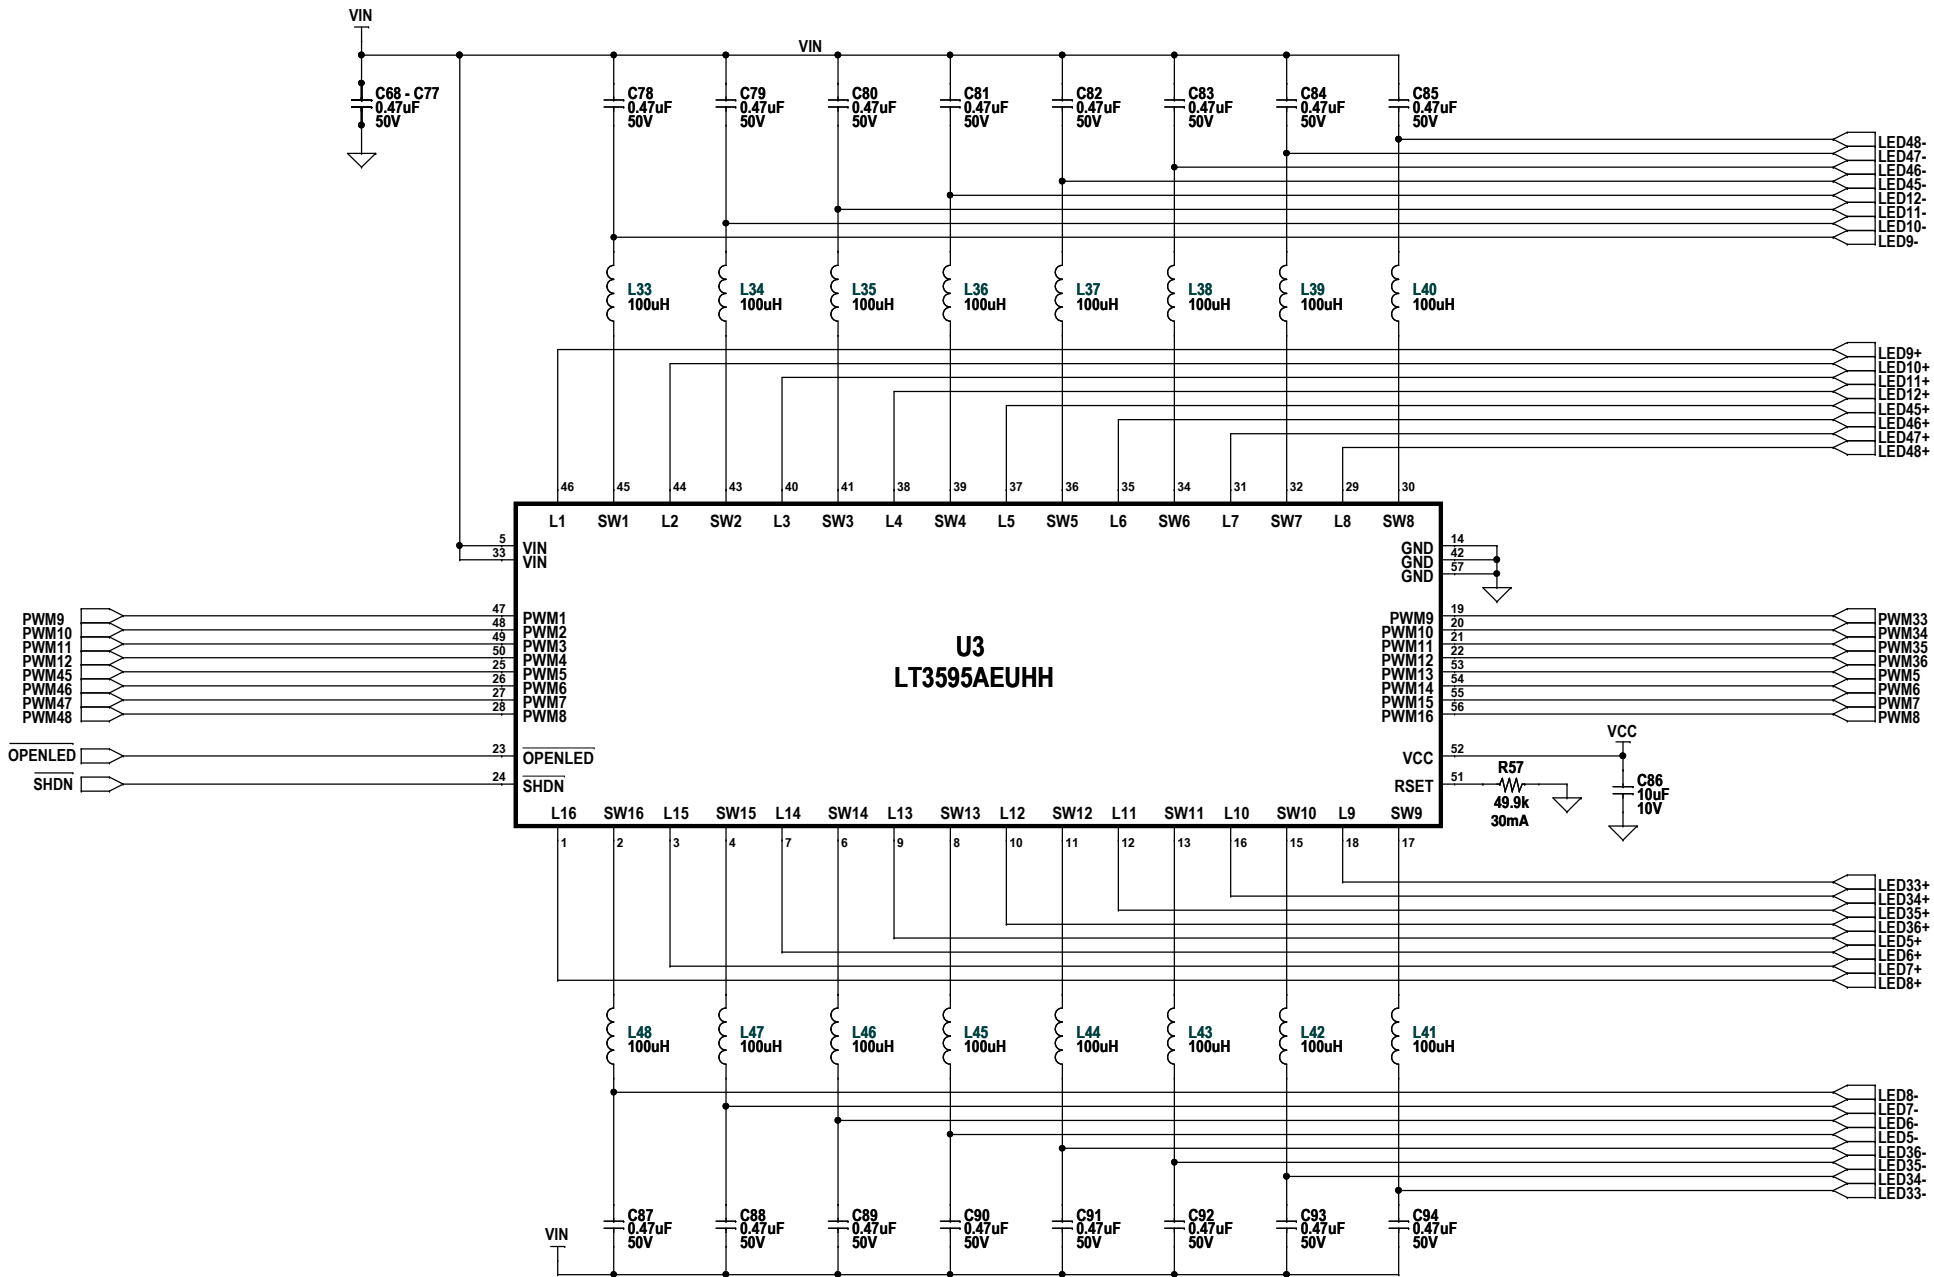 VIN
VIN
C68 - C77
0.47uF
50V
C78
0.47uF
50V
C79
0.47uF
50V
C80
0.47uF
50V
C81
0.47uF
50V
C82
0.47uF
50V
C83
0.47uF
50V
C84
0.47uF
50V
C85
0.47uF
50V
LED48-
LED47-
LED46-
LED45-
LED12-
LED11-
LED10-
LED9-
L33
100uH
L34
100uH
L35
100uH
L36
100uH
L37
100uH
L38
100uH
L39
100uH
L40
100uH
LED9+
LED10+
LED11+
LED12+
LED45+
LED46+
LED47+
LED48+
46 45 44 43 40 41 38 39 37 36 35 34 31 32 29 30
L1 SW1 L2 SW2 L3 SW3 L4 SW4 L5 SW5 L6 SW6 L7 SW7 L8 SW8
5 VIN
33 VIN
GND 14
GND 42
GND 57
PWM9 47 PWM1
PWM10 48 PWM2
PWM11 49 PWM3
PWM12 50 PWM4
PWM45 25 PWM5
PWM46 26 PWM6
PWM47 27 PWM7
PWM48 28 PWM8
U3
LT3595AEUHH
PWM9 19 PWM33
PWM10 20 PWM34
PWM11 21 PWM35
PWM12 22 PWM36
PWM13 53 PWM5
PWM14 54 PWM6
PWM15 55 PWM7
PWM16 56 PWM8
OPENLED 23 OPENLED
SHDN 24 SHDN
VCC 52
VCC
RSET 51
R57
49.9k
30mA
C86
10uF
10V
L16 SW16 L15 SW15 L14 SW14 L13 SW13 L12 SW12 L11 SW11 L10 SW10 L9 SW9
1 2 3 4 7 6 9 8 10 11 12 13 16 15 18 17
LED33+
LED34+
LED35+
LED36+
LED5+
LED6+
LED7+
LED8+
L48
100uH
L47
100uH
L46
100uH
L45
100uH
L44
100uH
L43
100uH
L42
100uH
L41
100uH
LED8-
LED7-
LED6-
LED5-
LED36-
LED35-
LED34-
LED33-
VIN
C87
0.47uF
50V
C88
0.47uF
50V
C89
0.47uF
50V
C90
0.47uF
50V
C91
0.47uF
50V
C92
0.47uF
50V
C93
0.47uF
50V
C94
0.47uF
50V